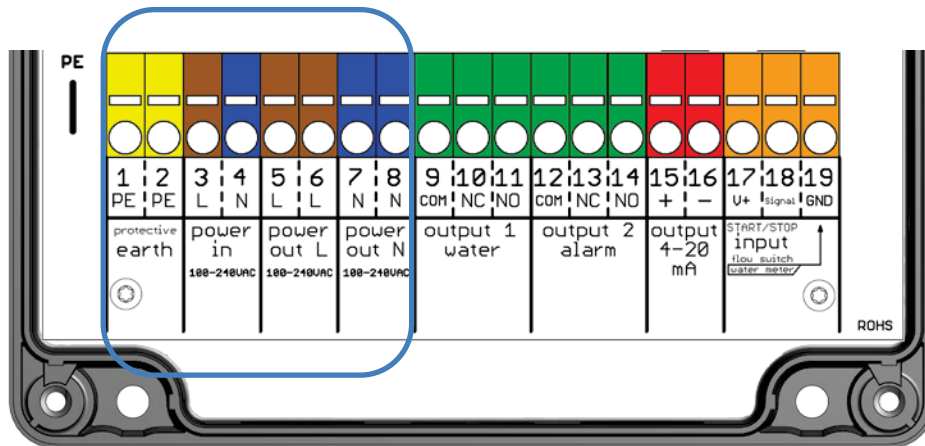 PE
1 2 3 4 5 6 7 8 9 10 11 12 13 14 15 16 17 18 19
PE PE L N L L N N COM NC NO COM NC NO + - V+ Signal GND
protective
earth
power
in
100-240VAC
power
out L
100-240VAC
power
out N
100-240VAC
output 1
water
output 2
alarm
output
4-20
mA
START/STOP
input
flow switch
water meter
ROHS